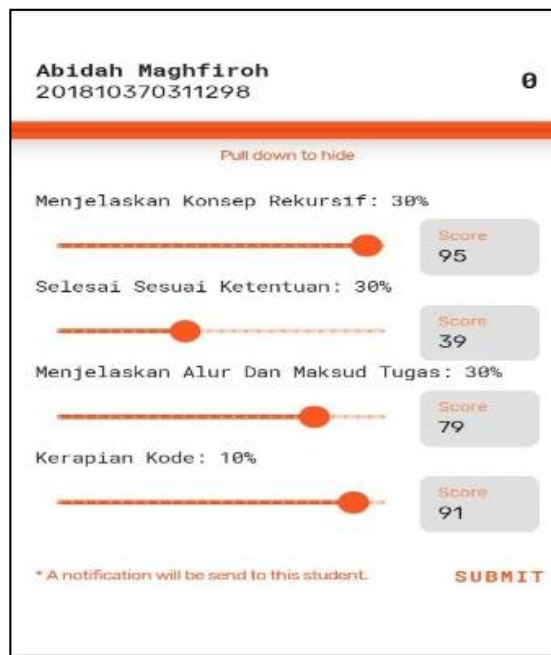 Abidah Maghfiroh
201810370311298
0
Pull down to hide
Menjelaskan Konsep Rekursif: 30%
Score
95
Selesai Sesuai Ketentuan: 30%
Score
39
Menjelaskan Alur Dan Maksud Tugas: 30%
Score
79
Kerapian Kode: 10%
Score
91
* A notification will be send to this student.
SUBMIT